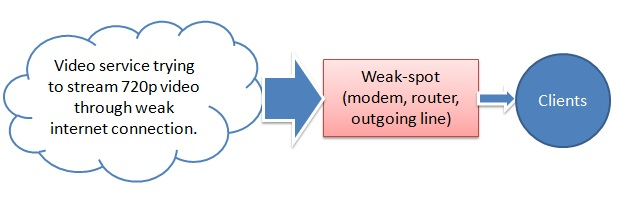 Video service trying
to stream 720p video
through weak
internet connection.
Weak-spot
(modem, router,
outgoing line)
Clients